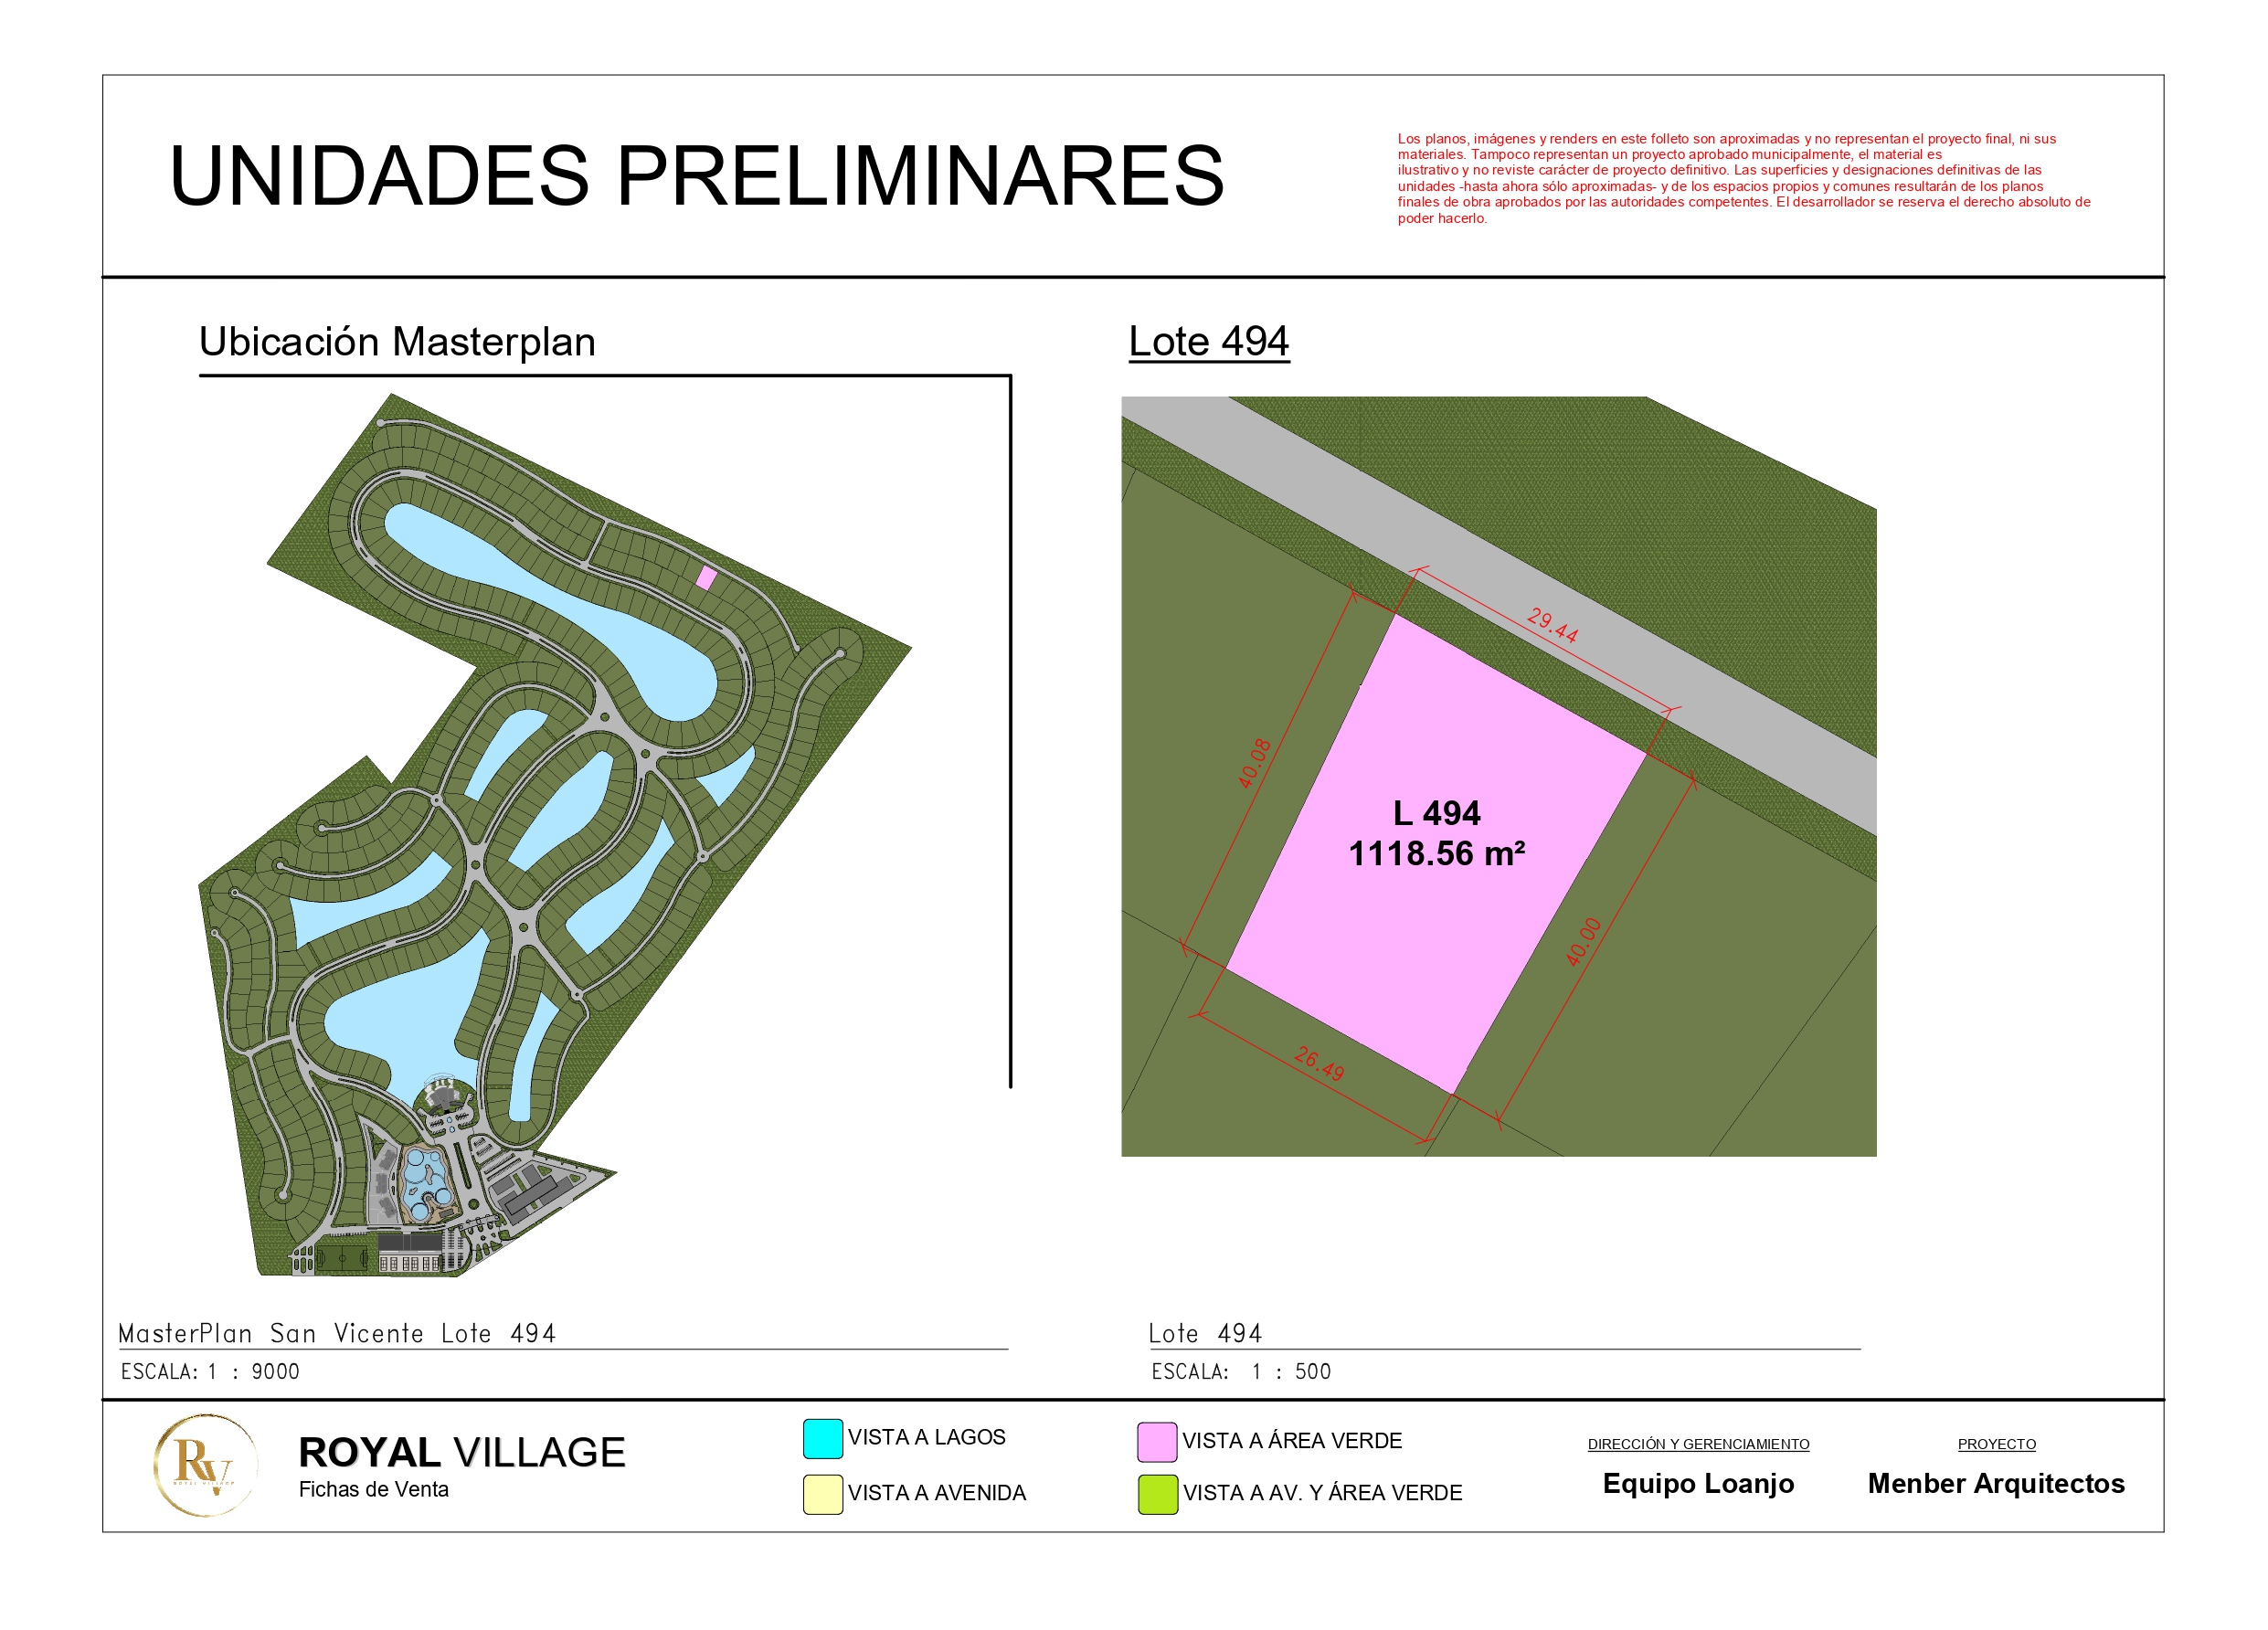 UNIDADES PRELIMINARES
Los planos, imágenes y renders en este folleto son aproximadas y no representan el proyecto final, ni sus
materiales. Tampoco representan un proyecto aprobado municipalmente, el material es
ilustrativo y no reviste carácter de proyecto definitivo. Las superficies y designaciones definitivas de las
unidades -hasta ahora sólo aproximadas- y de los espacios propios y comunes resultarán de los planos
finales de obra aprobados por las autoridades competentes. El desarrollador se reserva el derecho absoluto de
poder hacerlo.
Ubicación Masterplan
Lote 494
29.44
40.08
L 494
1118.56 m²
40.00
26.49
MasterPlan San Vicente Lote 494
ESCALA: 1 : 9000
Lote 494
ESCALA: 1 : 500
RV
ROYAL VILLAGE
ROYAL VILLAGE
Fichas de Venta
VISTA A LAGOS
VISTA A AVENIDA
VISTA A ÁREA VERDE
VISTA A AV. Y ÁREA VERDE
DIRECCIÓN Y GERENCIAMIENTO
Equipo Loanjo
PROYECTO
Menber Arquitectos